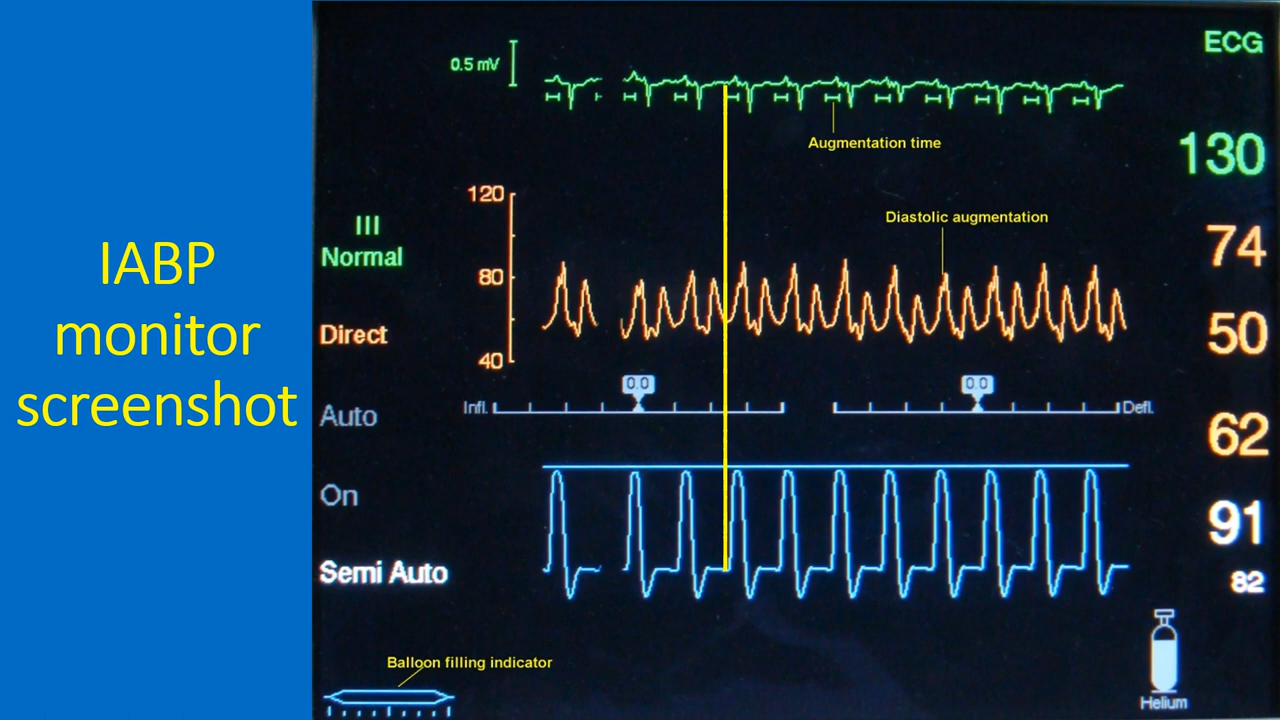 IABP
monitor
screenshot
0.5 mV
ECG
130
Augmentation time
120
80
40
III
Normal
Diastolic augmentation
74
Direct
50
0.0
0.0
Infl.
Defl.
Auto
62
On
91
Semi Auto
82
Balloon filling indicator
Helium